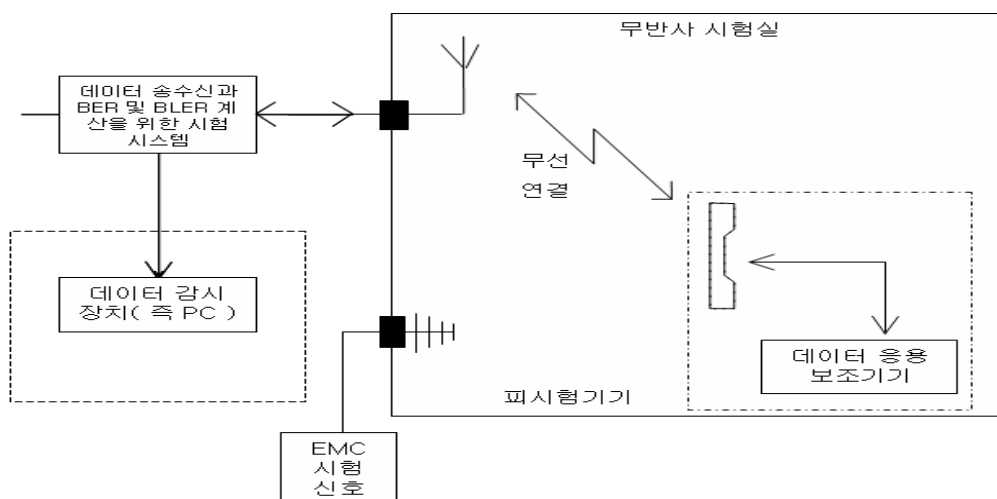 무반사 시험실
데이터 송수신과
BER 및 BLER 계
산을 위한 시험
시스템
무선
연결
데이터 감시
장치( 즉 PC )
데이터 응용
보조기기
피시험기기
EMC
시험
신호